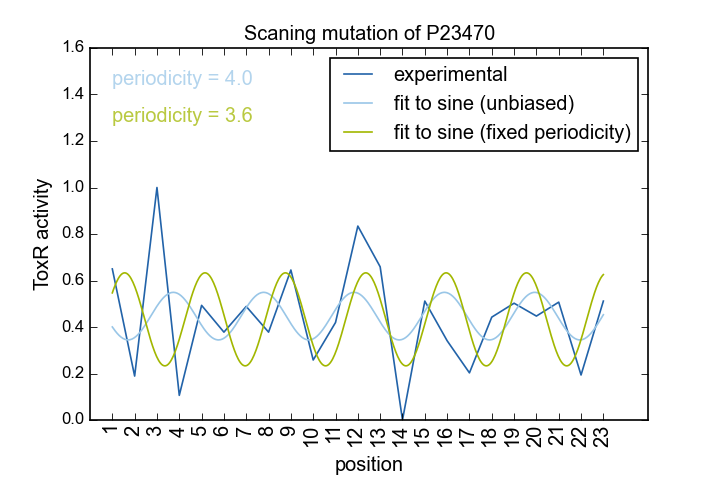 Scaning mutation of P23470
1.6
1.4
1.2
1.0
0.8
0.6
0.4
0.2
0.0
ToxR activity
periodicity = 4.0
periodicity = 3.6
experimental
fit to sine (unbiased)
fit to sine (fixed periodicity)
1 2 3 4 5 6 7 8 9 10 11 12 13 14 15 16 17 18 19 20 21 22 23
position